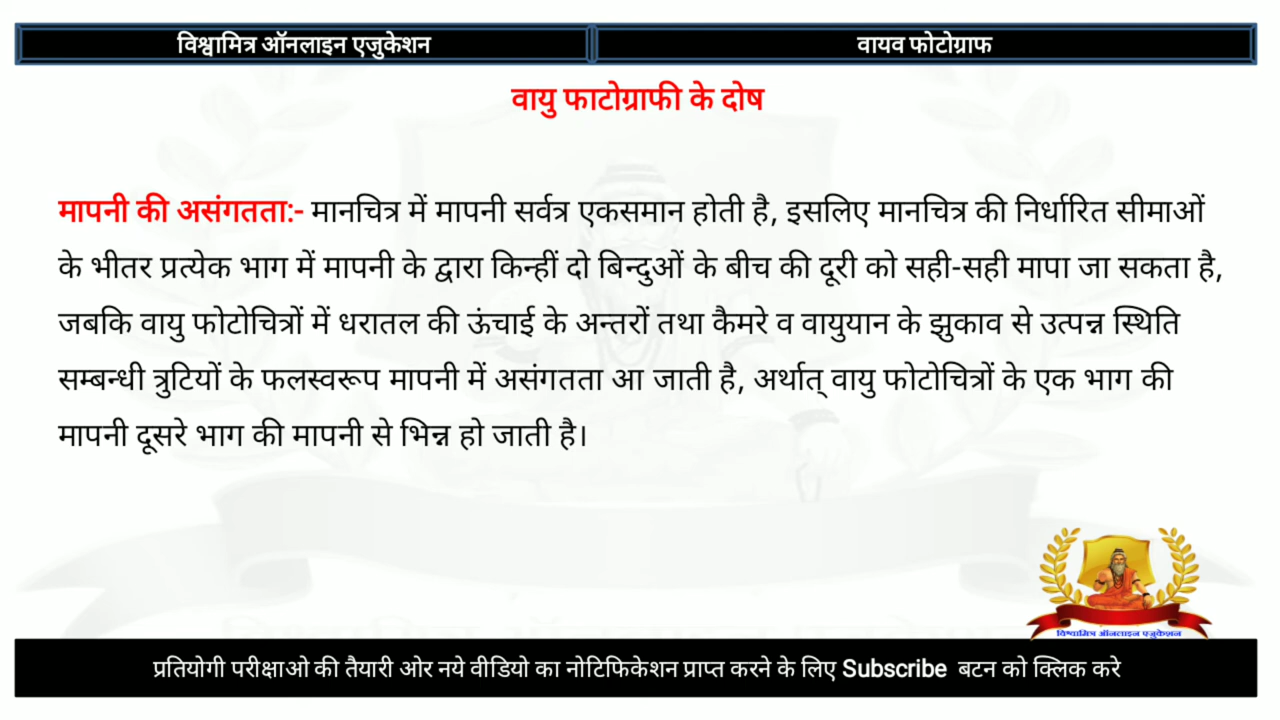 विश्वामित्र ऑनलाइन एजुकेशन
वायव फोटोग्राफ
वायु फाटोग्राफी के दोष
मापनी की असंगतता:- मानचित्र में मापनी सर्वत्र एकसमान होती है, इसलिए मानचित्र की निर्धारित सीमाओं
के भीतर प्रत्येक भाग में मापनी के द्वारा किन्हीं दो बिन्दुओं के बीच की दूरी को सही-सही मापा जा सकता है,
जबकि वायु फोटोचित्रों में धरातल की ऊंचाई के अन्तरों तथा कैमरे व वायुयान के झुकाव से उत्पन्न स्थिति
सम्बन्धी त्रुटियों के फलस्वरूप मापनी में असंगतता आ जाती है, अर्थात् वायु फोटोचित्रों के एक भाग की
मापनी दूसरे भाग की मापनी से भिन्न हो जाती है।
विश्वामित्र ऑनलाइन एजुकेशन
प्रतियोगी परीक्षाओ की तैयारी ओर नये वीडियो का नोटिफिकेशन प्राप्त करने के लिए Subscribe बटन को क्लिक करे